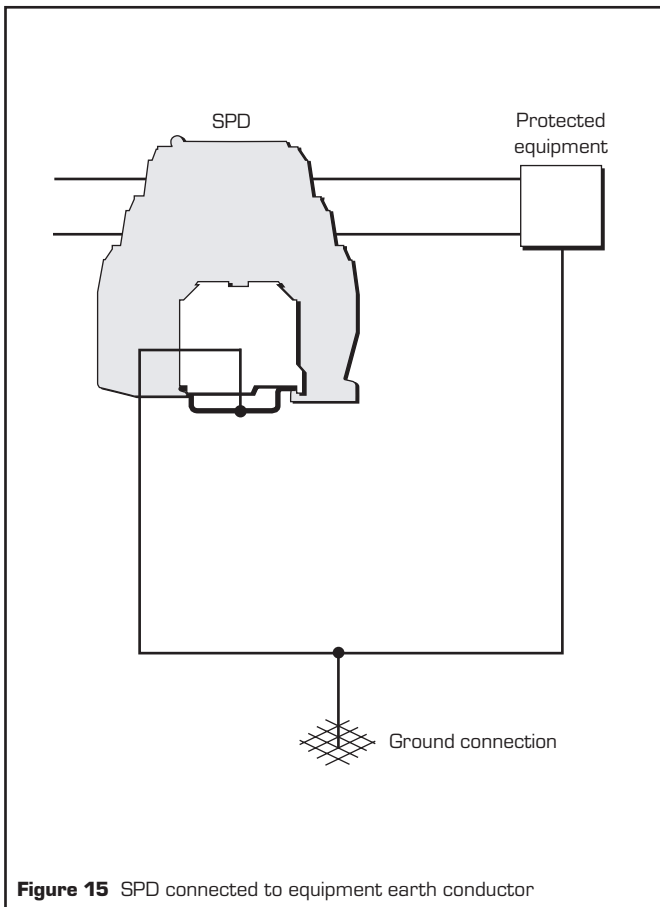 SPD
Protected
equipment
Ground connection
Figure 15 SPD connected to equipment earth conductor